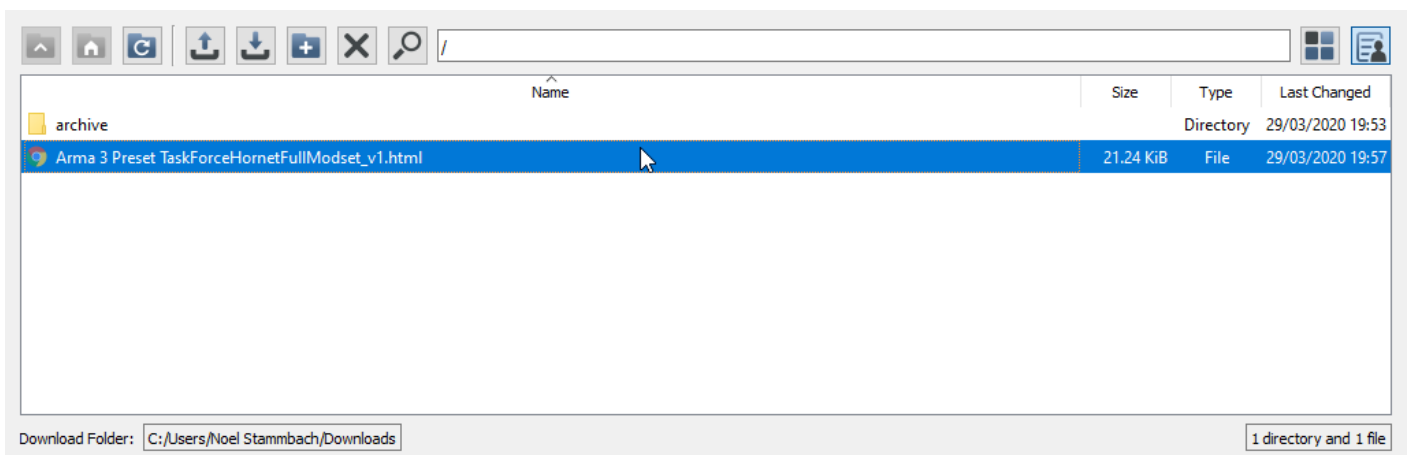 /
Name Size Type Last Changed
archive Directory 29/03/2020 19:53
Arma 3 Preset TaskForceHornetFullModset_v1.html 21.24 KiB File 29/03/2020 19:57
Download Folder: C:/Users/Noel Stammbach/Downloads 1 directory and 1 file